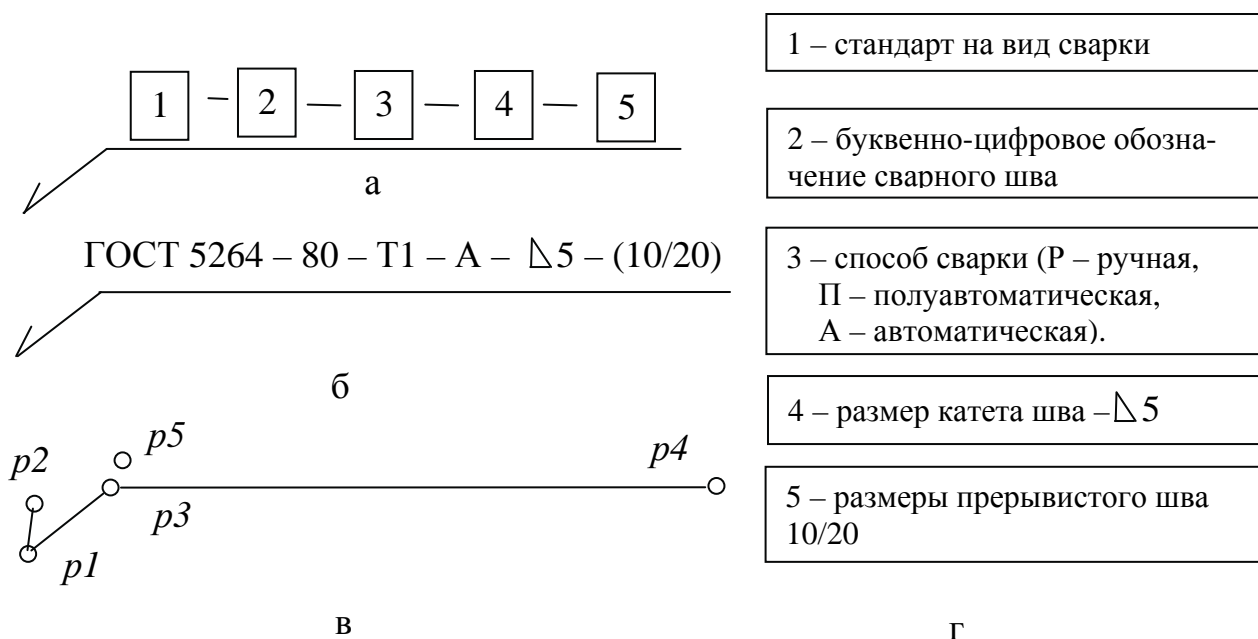 1 – 2 – 3 – 4 – 5
а
ГОСТ 5264 – 80 – Т1 – А – ◺5 – (10/20)
б
p2
p5
p4
p3
p1
в
1 – стандарт на вид сварки
2 – буквенно-цифровое обозна-
чение сварного шва
3 – способ сварки (Р – ручная,
П – полуавтоматическая,
А – автоматическая).
4 – размер катета шва –◺5
5 – размеры прерывистого шва
10/20
г